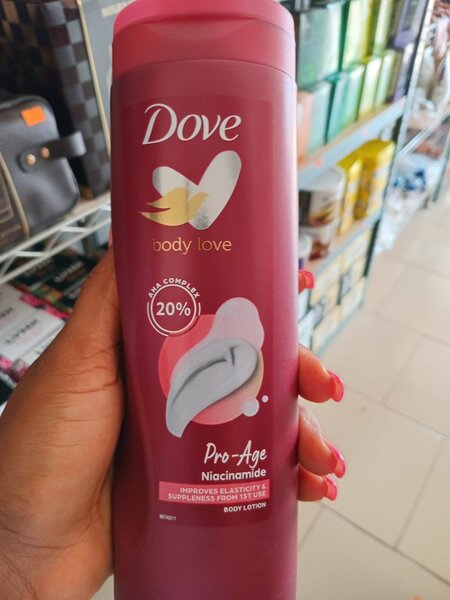 Dove
body love
AHA COMPLEX
20%
Pro-Age
Niacinamide
IMPROVES ELASTICITY &
SUPPLENESS FROM 1ST USE
BODY LOTION